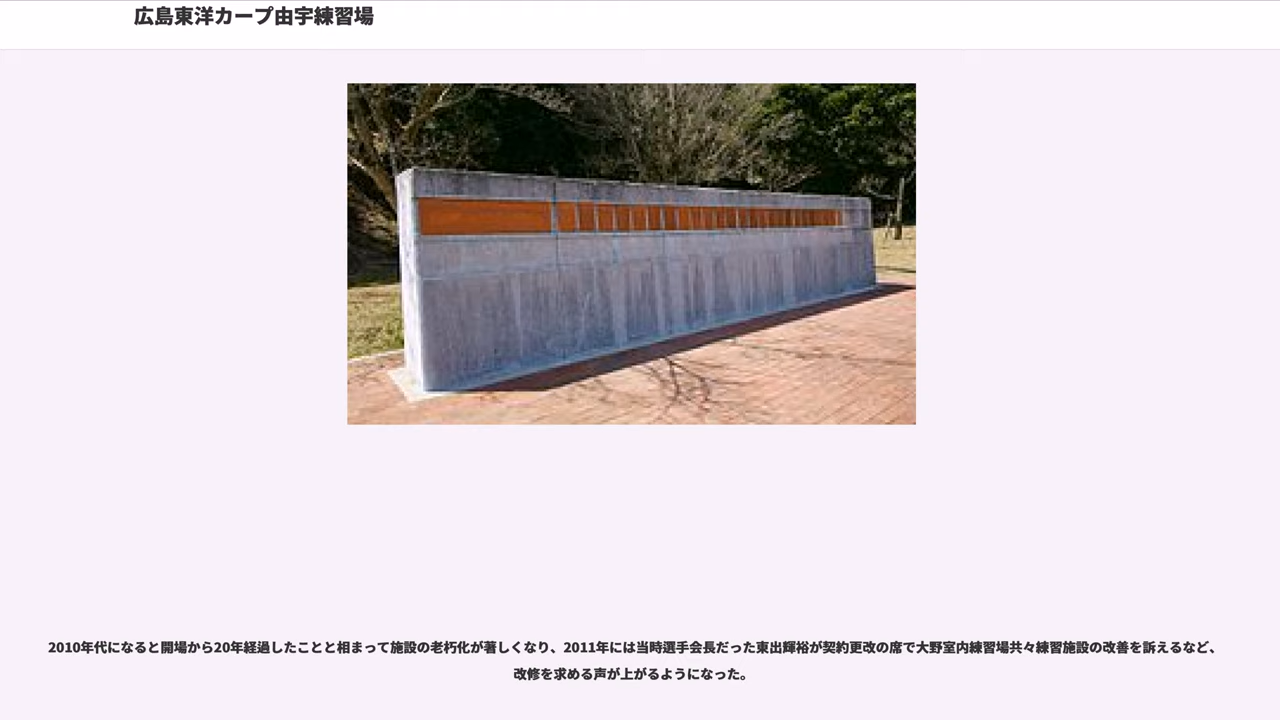 広島東洋カープ由宇練習場
2010年代になると開場から20年経過したことと相まって施設の老朽化が著しくなり、2011年には当時選手会長だった東出輝裕が契約更改の席で大野室内練習場共々練習施設の改善を訴えるなど、
改修を求める声が上がるようになった。